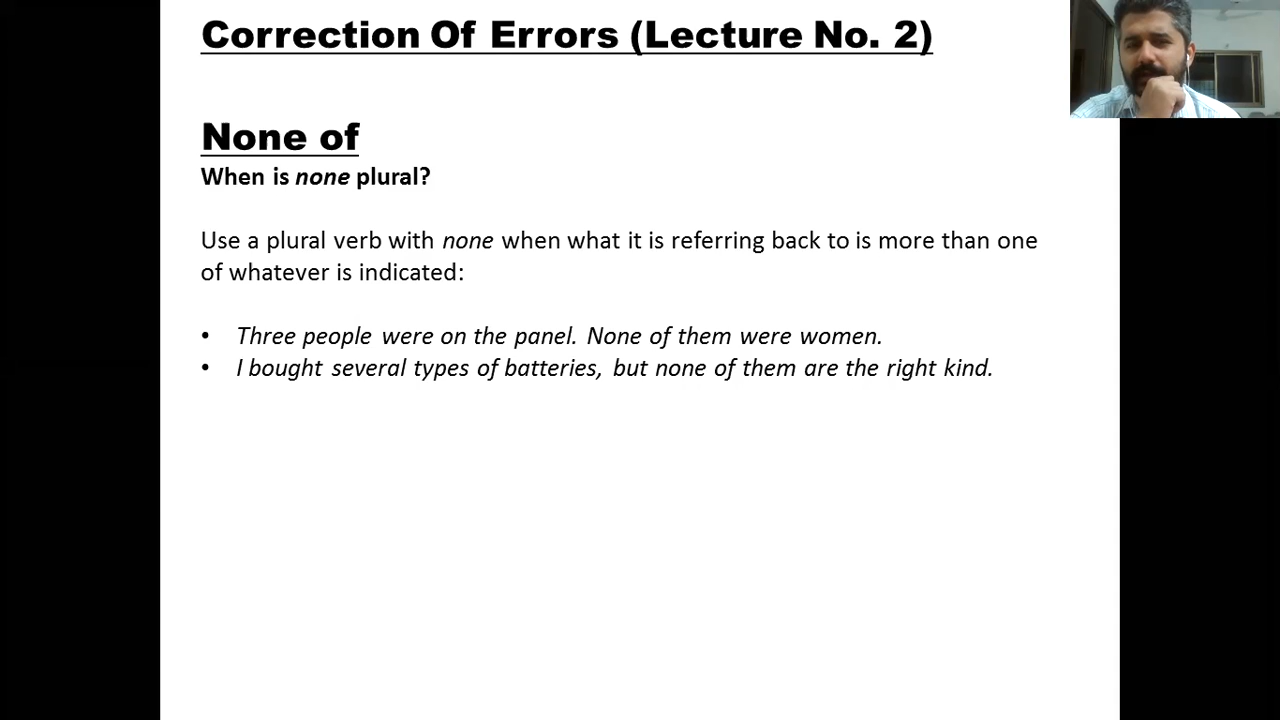 Correction Of Errors (Lecture No. 2)
None of
When is none plural?
Use a plural verb with none when what it is referring back to is more than one
of whatever is indicated:
• Three people were on the panel. None of them were women.
• I bought several types of batteries, but none of them are the right kind.